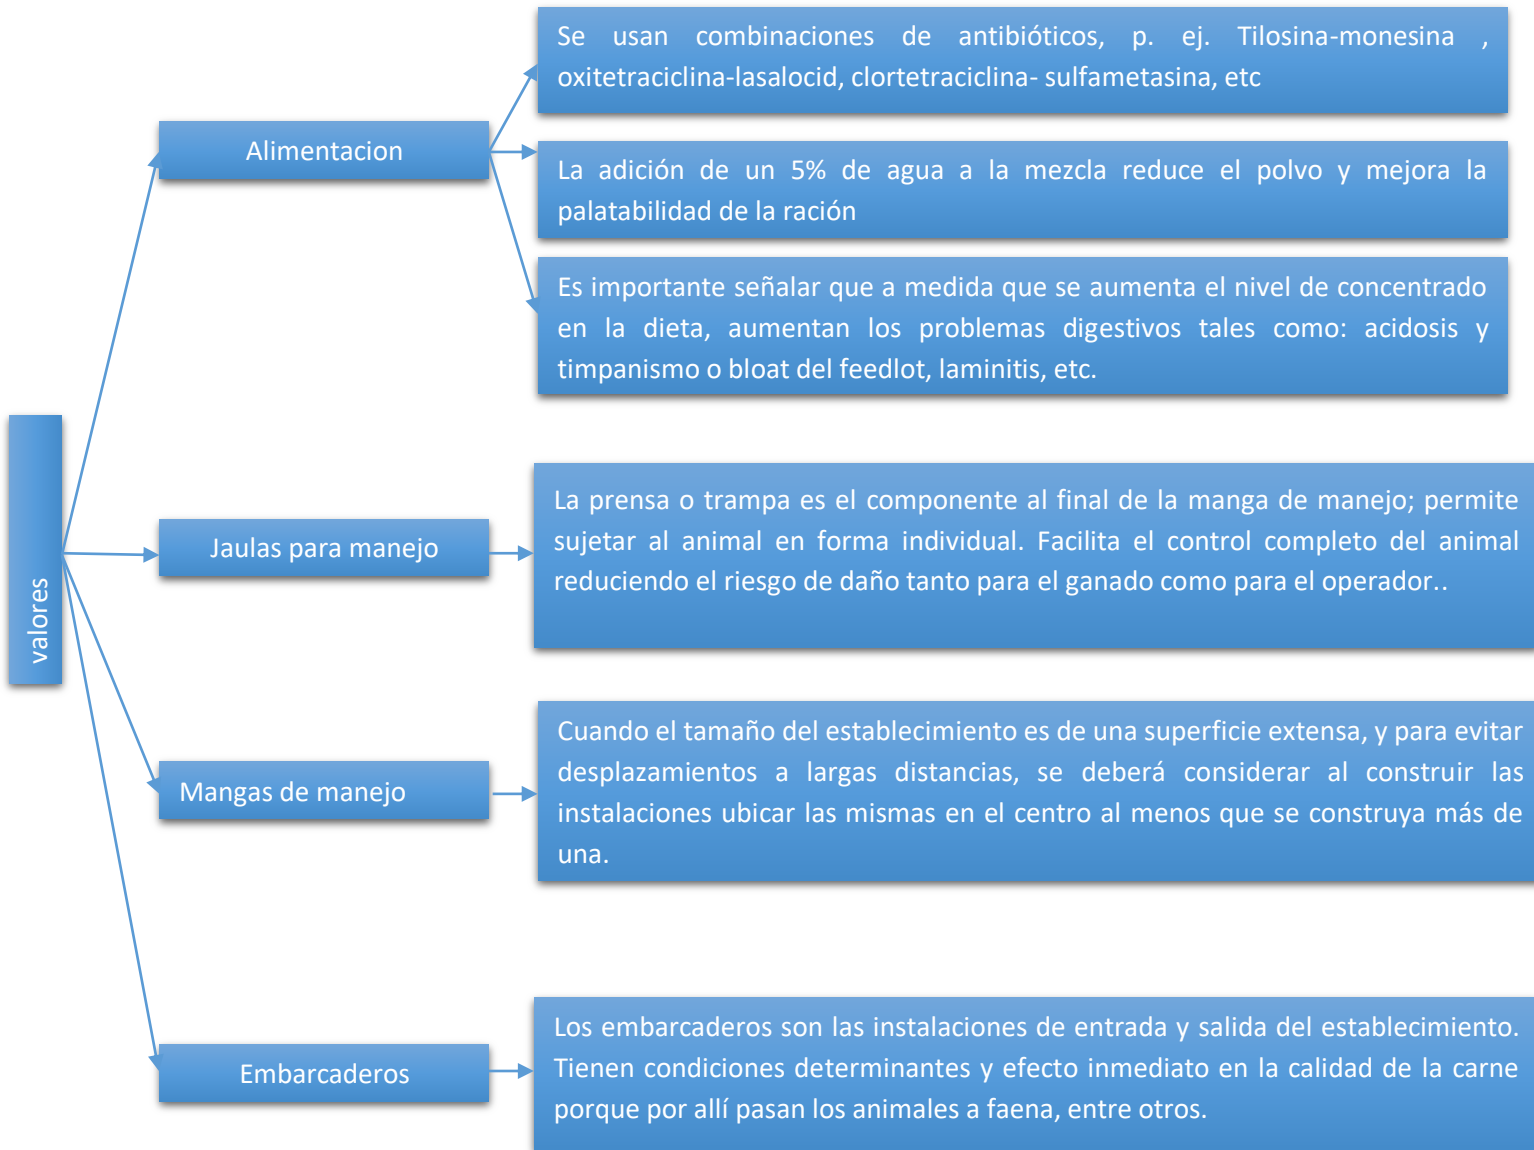 valores
Alimentacion
Se usan combinaciones de antibióticos, p. ej. Tilosina-monesina ,
oxitetraciclina-lasalocid, clortetraciclina- sulfametasina, etc
La adición de un 5% de agua a la mezcla reduce el polvo y mejora la
palatabilidad de la ración
Es importante señalar que a medida que se aumenta el nivel de concentrado
en la dieta, aumentan los problemas digestivos tales como: acidosis y
timpanismo o bloat del feedlot, laminitis, etc.
Jaulas para manejo
La prensa o trampa es el componente al final de la manga de manejo; permite
sujetar al animal en forma individual. Facilita el control completo del animal
reduciendo el riesgo de daño tanto para el ganado como para el operador..
Mangas de manejo
Cuando el tamaño del establecimiento es de una superficie extensa, y para evitar
desplazamientos a largas distancias, se deberá considerar al construir las
instalaciones ubicar las mismas en el centro al menos que se construya más de
una.
Embarcaderos
Los embarcaderos son las instalaciones de entrada y salida del establecimiento.
Tienen condiciones determinantes y efecto inmediato en la calidad de la carne
porque por allí pasan los animales a faena, entre otros.